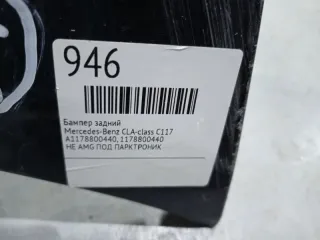 946
Бампер задний
Mercedes-Benz CLA-class C117
A1178800440, 1178800440
НЕ AMG ПОД ПАРКТРОНИК